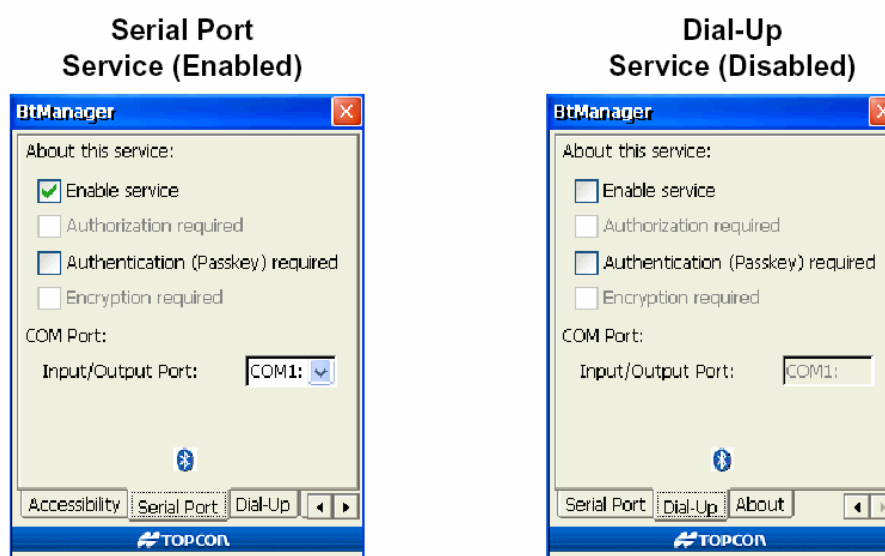 Serial Port
Service (Enabled)
BtManager
About this service:
Enable service
Authorization required
Authentication (Passkey) required
Encryption required
COM Port:
Input/Output Port: COM1:
Accessibility Serial Port Dial-Up
TOPCON
Dial-Up
Service (Disabled)
BtManager
About this service:
Enable service
Authorization required
Authentication (Passkey) required
Encryption required
COM Port:
Input/Output Port: COM1:
Serial Port Dial-Up About
TOPCON